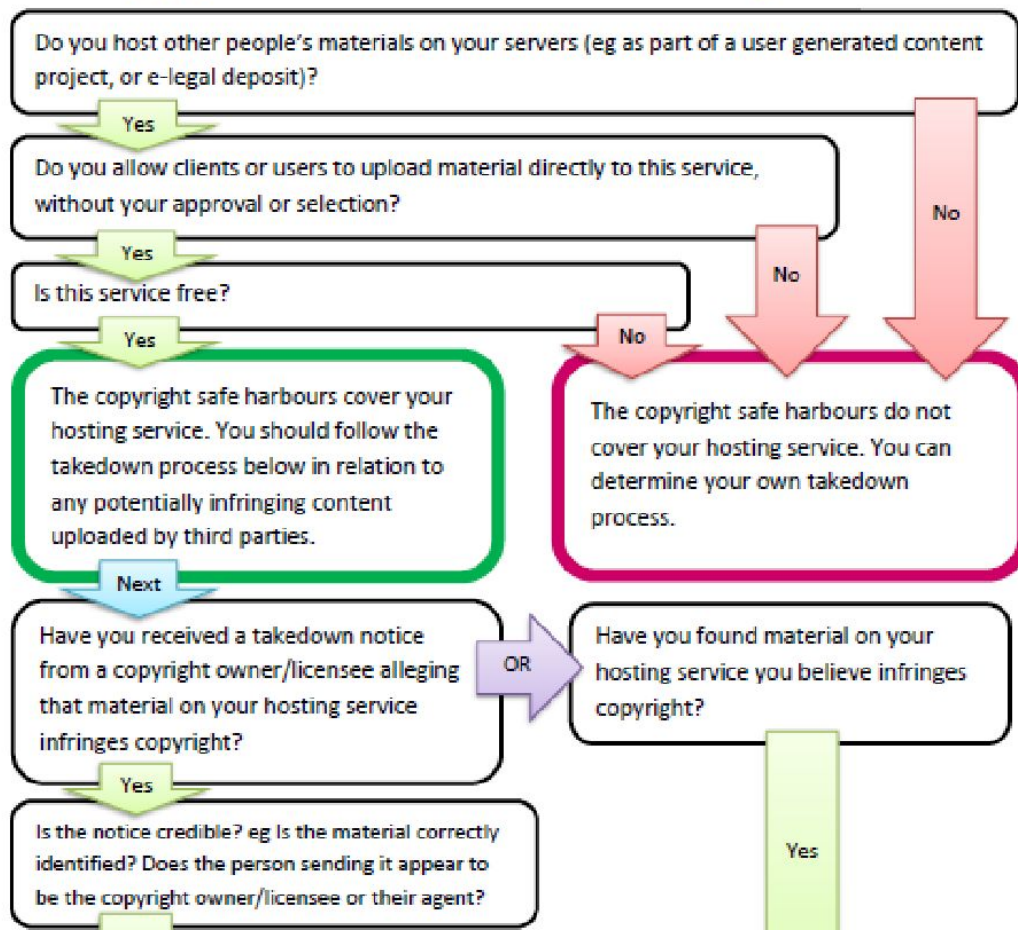 Do you host other people's materials on your servers (eg as part of a user generated content
project, or e-legal deposit)?
Yes
No
Do you allow clients or users to upload material directly to this service,
without your approval or selection?
Yes
No
Is this service free?
Yes
No
The copyright safe harbours cover your
hosting service. You should follow the
takedown process below in relation to
any potentially infringing content
uploaded by third parties.
The copyright safe harbours do not
cover your hosting service. You can
determine your own takedown
process.
Next
Have you received a takedown notice
from a copyright owner/licensee alleging
that material on your hosting service
infringes copyright?
OR
Have you found material on your
hosting service you believe infringes
copyright?
Yes
Is the notice credible? eg Is the material correctly
identified? Does the person sending it appear to
be the copyright owner/licensee or their agent?
Yes